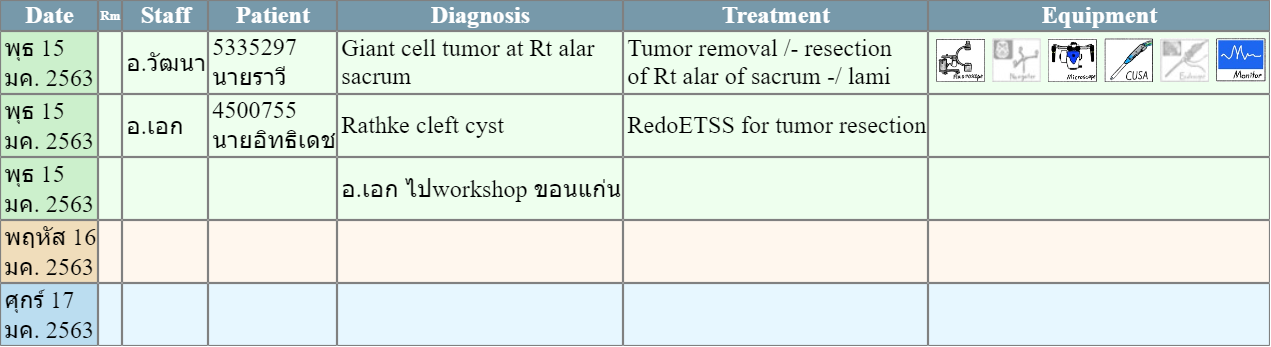 Date Rm Staff Patient Diagnosis Treatment Equipment
พุธ 15
มค. 2563
อ.วัฒนา
5335297
นายราวี
Giant cell tumor at Rt alar
sacrum
Tumor removal /- resection
of Rt alar of sacrum -/ lami
Fluoroscope Navigator Microscope CUSA Endoscope Monitor
พุธ 15
มค. 2563
อ.เอก
4500755
นายอิทธิเดช
Rathke cleft cyst
RedoETSS for tumor resection
พุธ 15
มค. 2563
อ.เอก ไปworkshop ขอนแก่น
พฤหัส 16
มค. 2563
ศุกร์ 17
มค. 2563